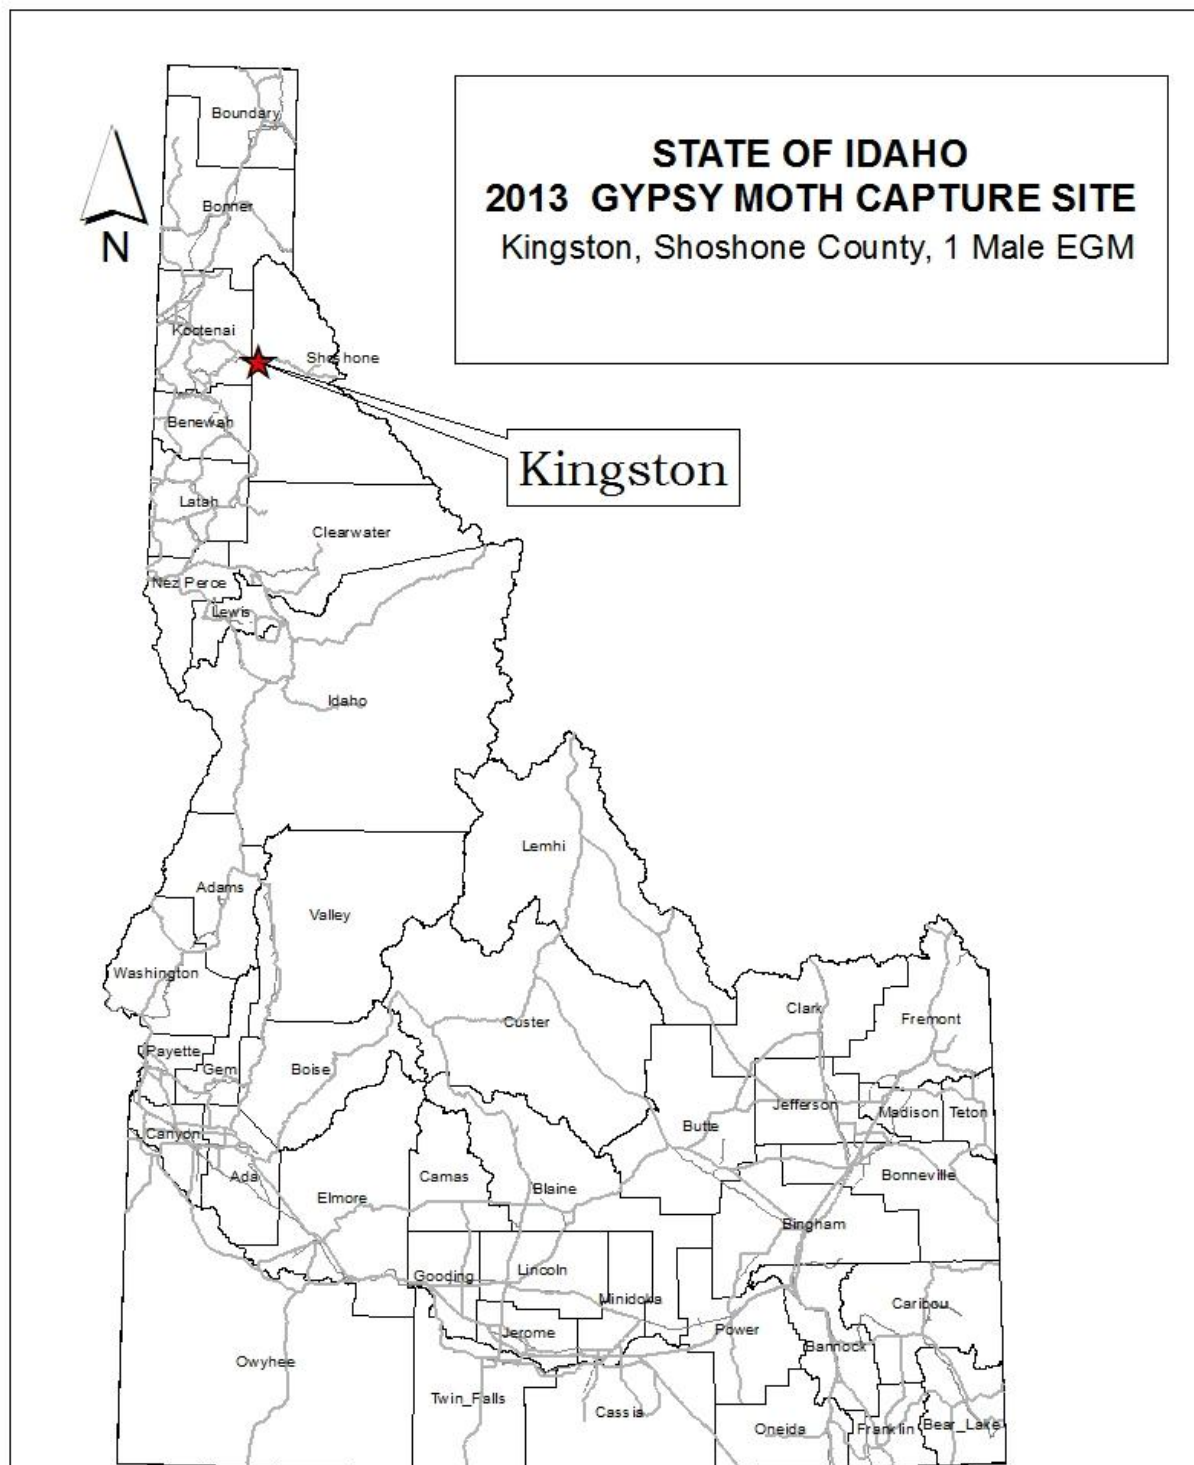 STATE OF IDAHO
2013 GYPSY MOTH CAPTURE SITE
Kingston, Shoshone County, 1 Male EGM
N
Boundary
Bonner
Kootenai
Shoshone
Benewah
Kingston
Latah
Clearwater
Nez Perce
Lewis
Idaho
Lemhi
Adams
Valley
Washington
Clark
Fremont
Custer
Payette
Gem
Boise
Jefferson
Madison
Teton
Butte
Canyon
Ada
Camas
Blaine
Bonneville
Elmore
Bingham
Gooding
Lincoln
Minidoka
Caribou
Jerome
Power
Bannock
Owyhee
Twin_Falls
Cassia
Oneida
Franklin
Bear_Lake